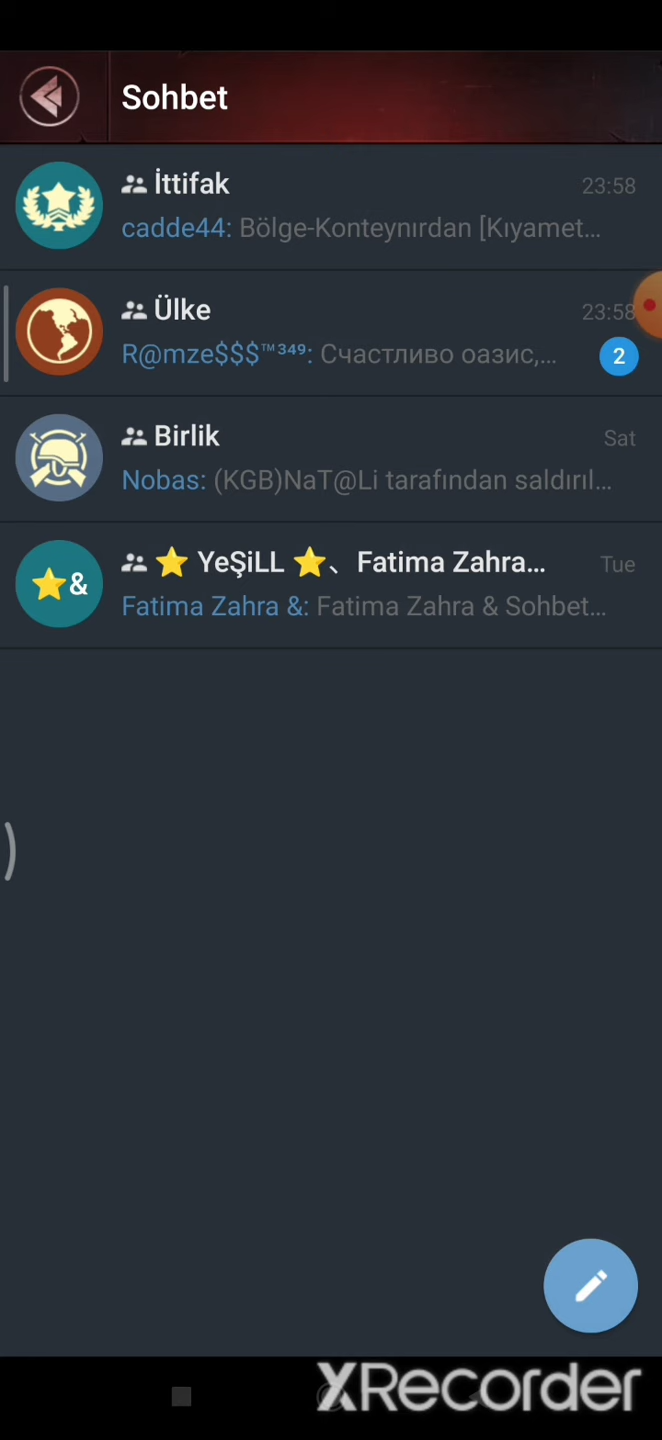 Sohbet
İttifak
23:58
cadde44: Bölge-Konteynırdan [Kıyamet...
Ülke
23:58
R@mze$$$™³⁴⁹: Счастливо оазис,...
2
Birlik
Sat
Nobas: (KGB)NaT@Li tarafından saldırıl...
⭐ YeŞiLL ⭐、Fatima Zahra...
Tue
⭐&
Fatima Zahra &: Fatima Zahra & Sohbet...
XRecorder